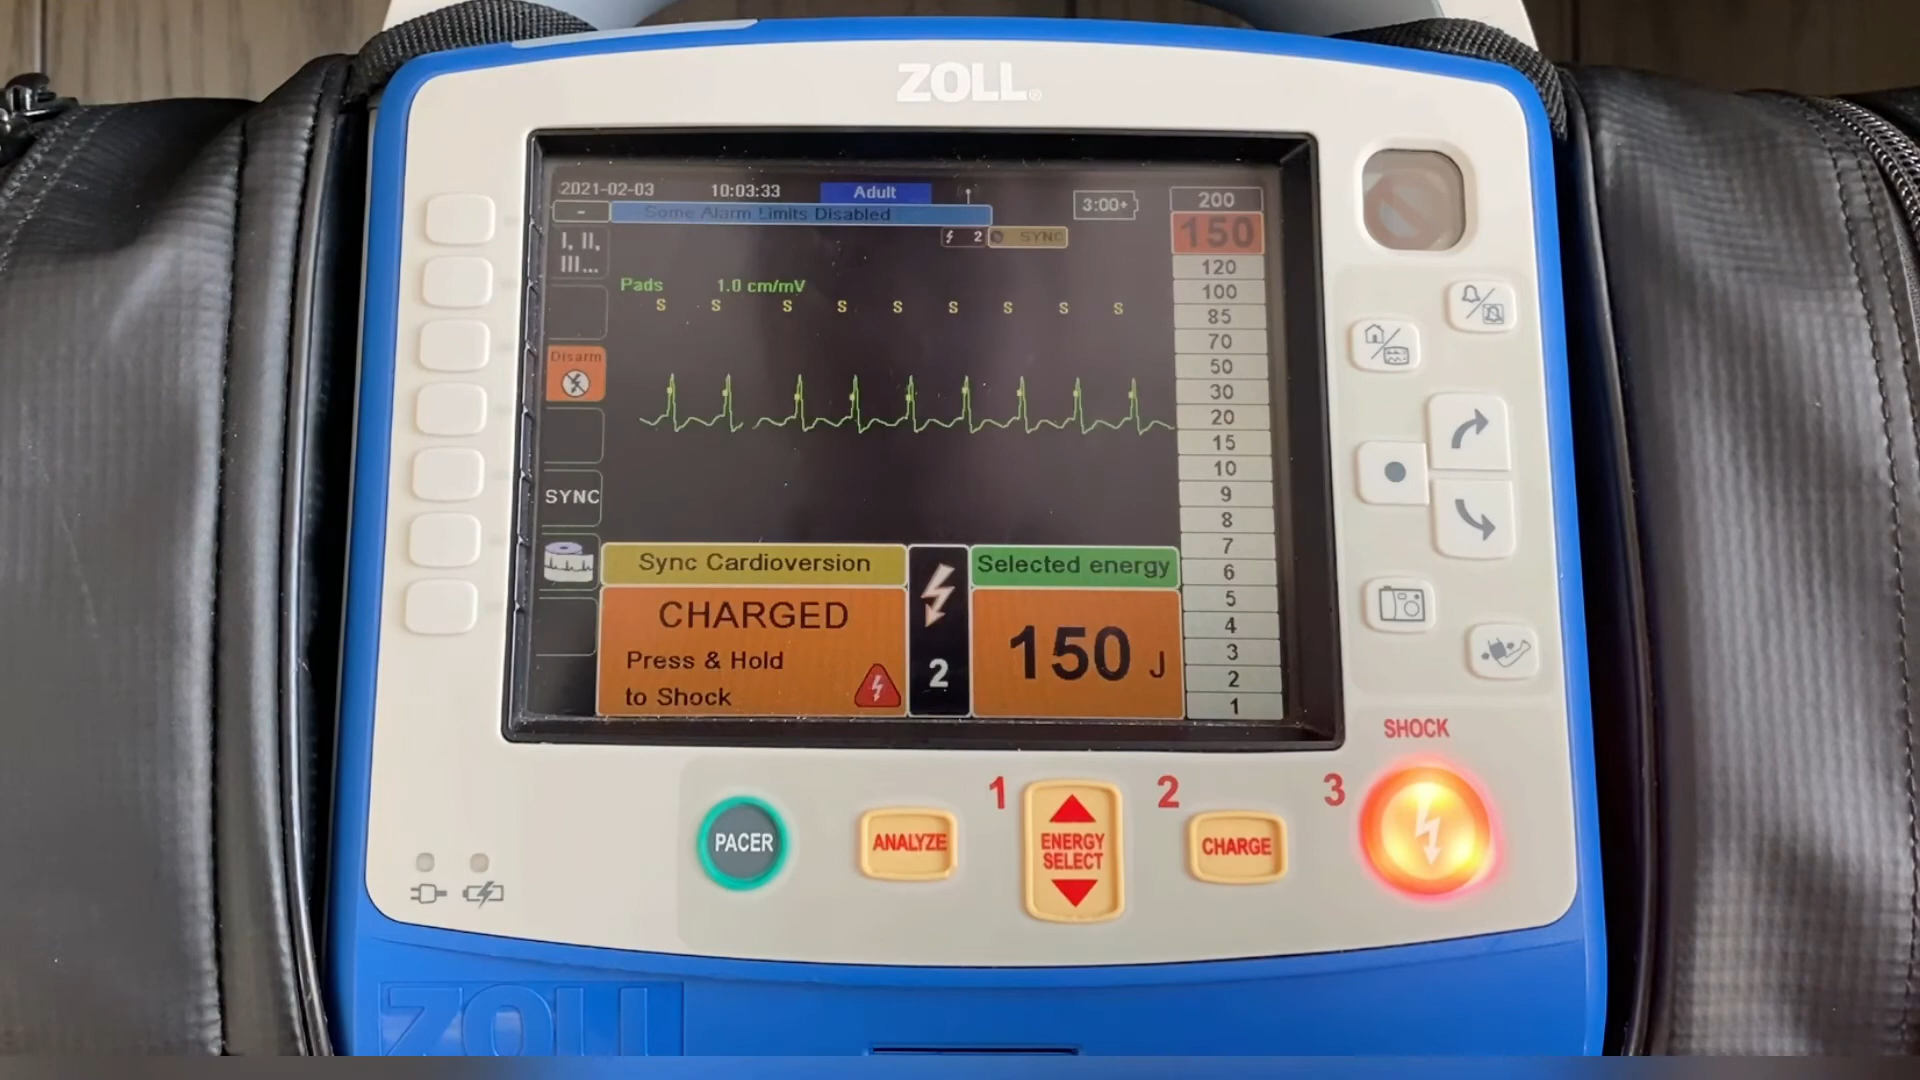 ZOLL®
2021-02-03 10:03:33 Adult 3:00+
- Some Alarm Limits Disabled
2 SYNC
I, II,
III...
Pads 1.0 cm/mV
S S S S S S S S S
Disarm
SYNC
200
150
120
100
85
70
50
30
20
15
10
9
8
7
6
5
4
3
2
1
Sync Cardioversion
CHARGED
Press & Hold
to Shock
2
Selected energy
150 J
SHOCK
1 2 3
PACER
ANALYZE
ENERGY
SELECT
CHARGE
ZOLL